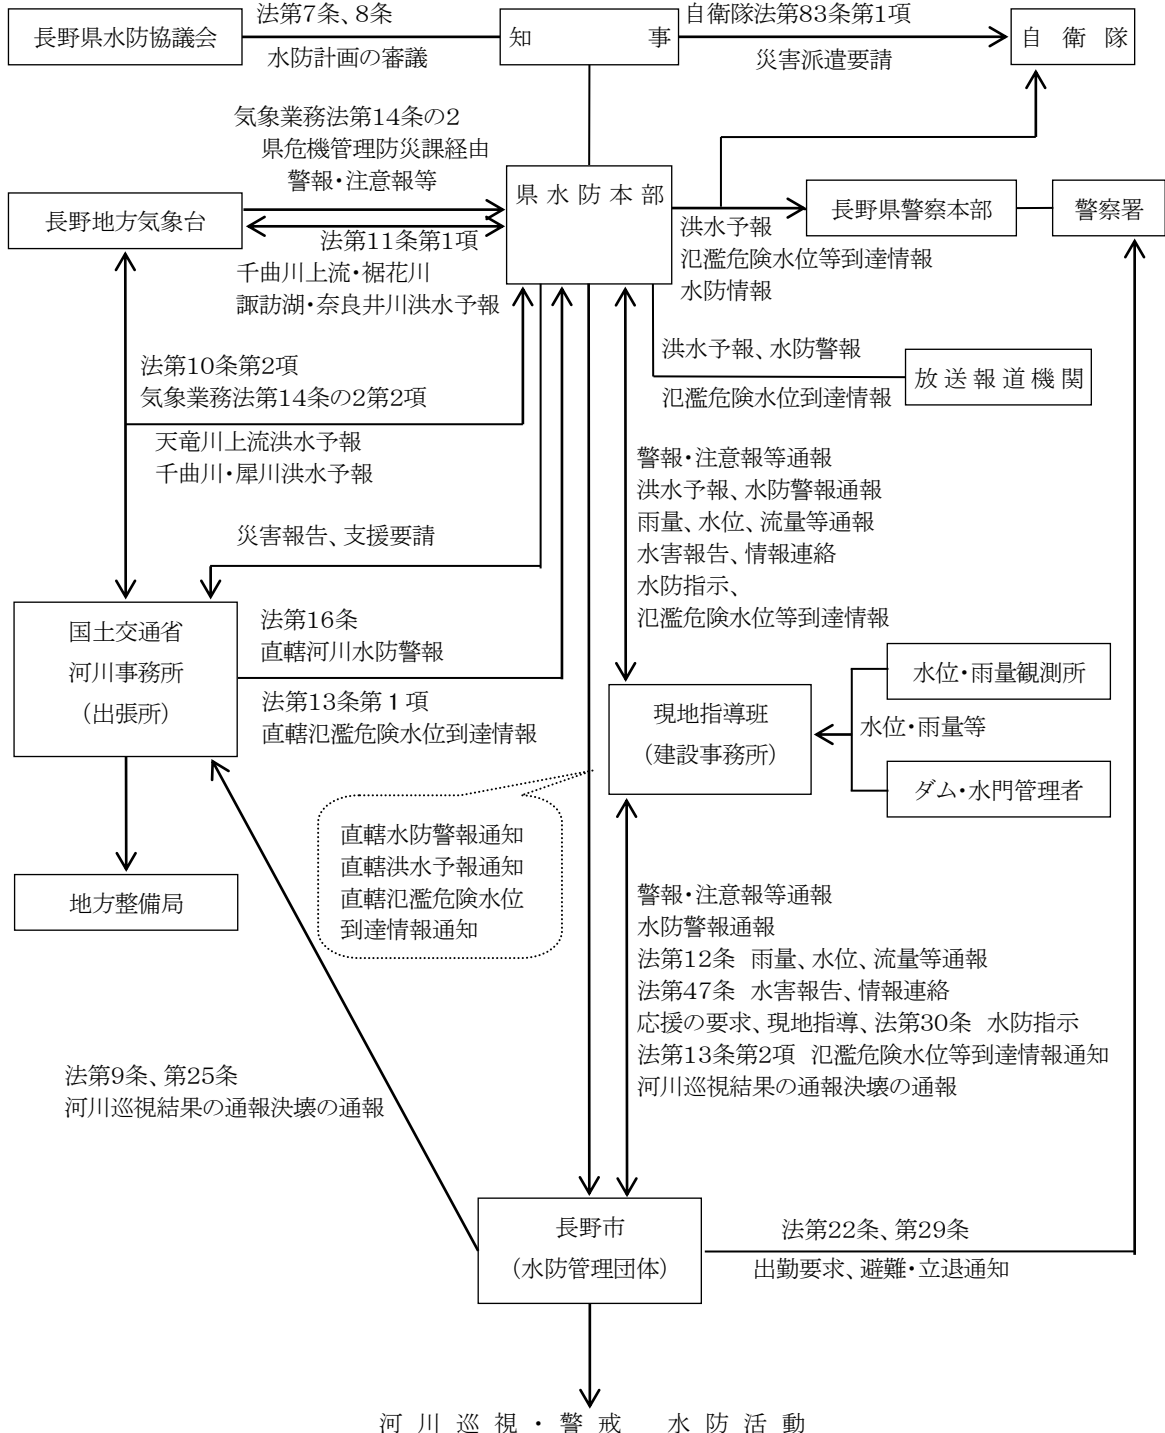 法第7条、8条
自衛隊法第83条第1項
長野県水防協議会
知　　　事
自　衛　隊
水防計画の審議
災害派遣要請
気象業務法第14条の2
県危機管理防災課経由
警報・注意報等
県水防本部
長野地方気象台
長野県警察本部
警察署
法第11条第1項
千曲川上流・裾花川
諏訪湖・奈良井川洪水予報
洪水予報
氾濫危険水位等到達情報
水防情報
法第10条第2項
気象業務法第14条の2第2項
天竜川上流洪水予報
千曲川・犀川洪水予報
洪水予報、水防警報
放送報道機関
氾濫危険水位到達情報
警報・注意報等通報
洪水予報、水防警報通報
雨量、水位、流量等通報
水害報告、情報連絡
水防指示、
氾濫危険水位等到達情報
災害報告、支援要請
国土交通省
河川事務所
（出張所）
法第16条
直轄河川水防警報
法第13条第１項
直轄氾濫危険水位到達情報
現地指導班
（建設事務所）
水位・雨量観測所
水位・雨量等
ダム・水門管理者
直轄水防警報通知
直轄洪水予報通知
直轄氾濫危険水位
到達情報通知
地方整備局
警報・注意報等通報
水防警報通報
法第12条　雨量、水位、流量等通報
法第47条　水害報告、情報連絡
応援の要求、現地指導、法第30条　水防指示
法第13条第2項　氾濫危険水位等到達情報通知
河川巡視結果の通報決壊の通報
法第9条、第25条
河川巡視結果の通報決壊の通報
長野市
（水防管理団体）
法第22条、第29条
出勤要求、避難・立退通知
河川巡視・警戒　水防活動